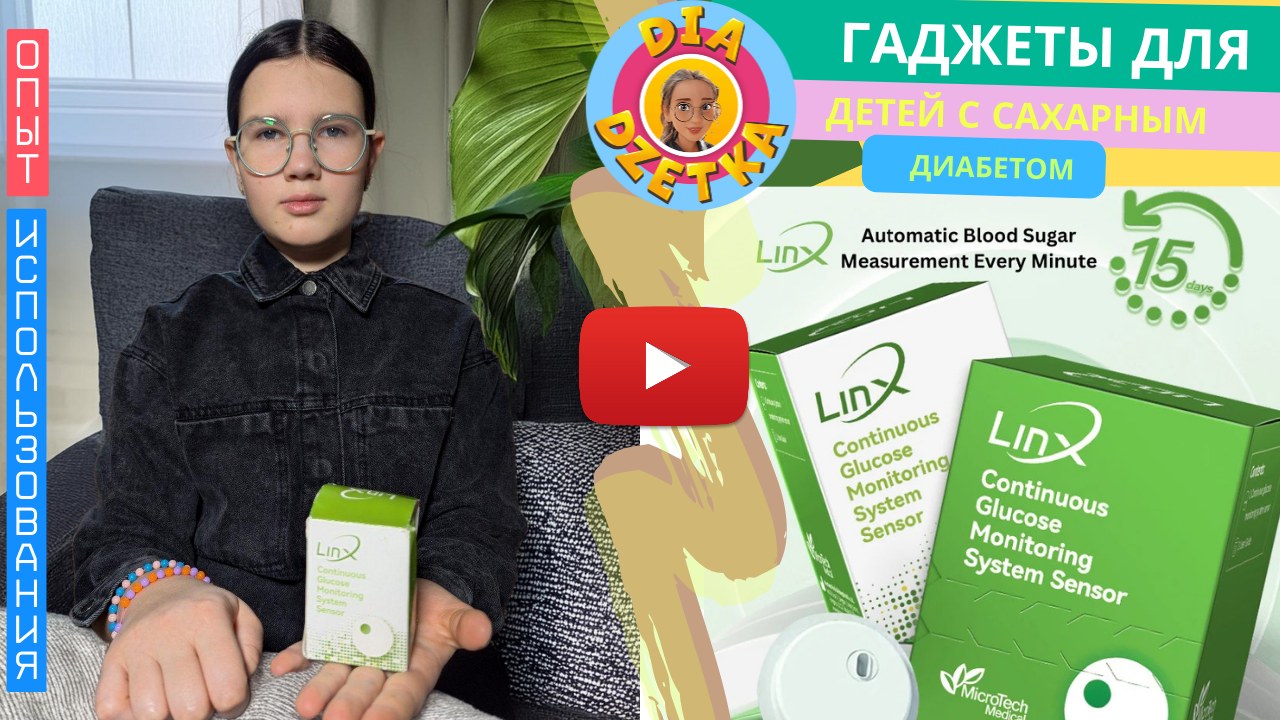 ОПЫТ
ИСПОЛЬЗОВАНИЯ
DIA
DZETKA
ГАДЖЕТЫ ДЛЯ
ДЕТЕЙ С САХАРНЫМ
ДИАБЕТОМ
LinX
Automatic Blood Sugar
Measurement Every Minute
15
days
LinX
Continuous
Glucose
Monitoring
System
Sensor
LinX
Continuous
Glucose
Monitoring
System
Sensor
LinX
Continuous
Glucose
Monitoring
System Sensor
MicroTech
Medical